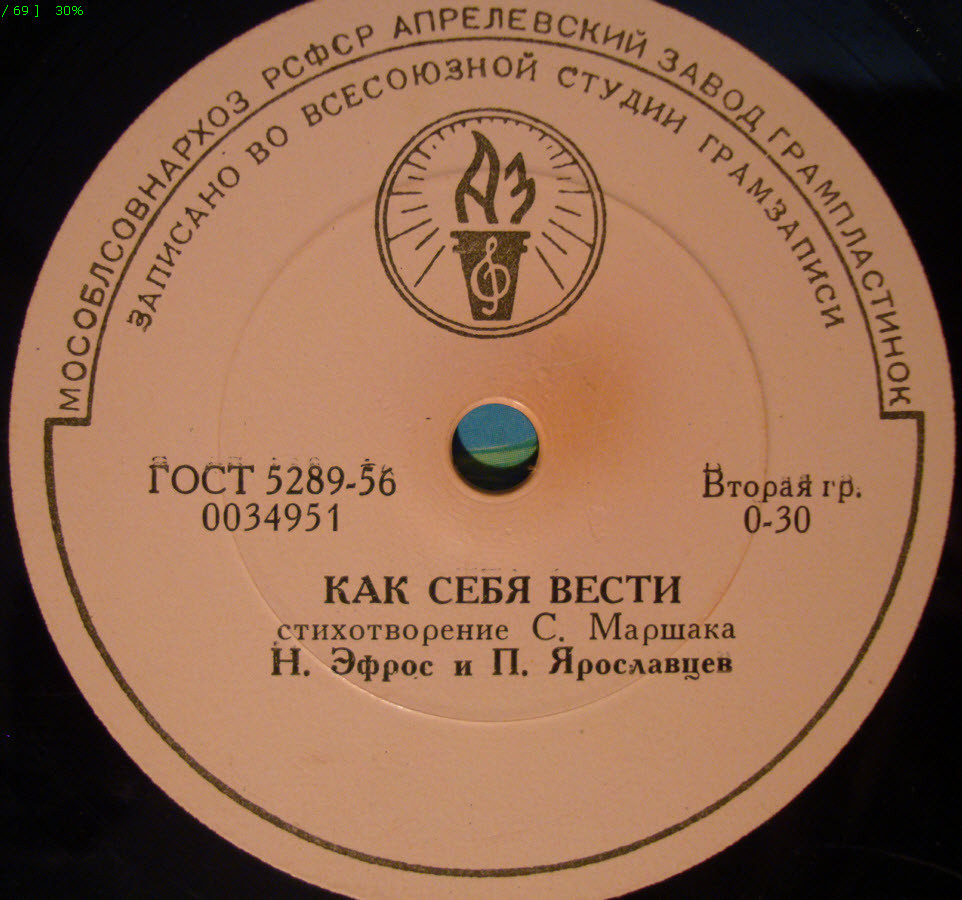 / 69 ] 30%
МОСОБЛСОВНАРХОЗ РСФСР АПРЕЛЕВСКИЙ ЗАВОД ГРАМПЛАСТИНОК
ЗАПИСАНО ВО ВСЕСОЮЗНОЙ СТУДИИ ГРАМЗАПИСИ
АЗ
ГОСТ 5289-56
0034951
Вторая гр.
0-30
КАК СЕБЯ ВЕСТИ
стихотворение С. Маршака
Н. Эфрос и П. Ярославцев